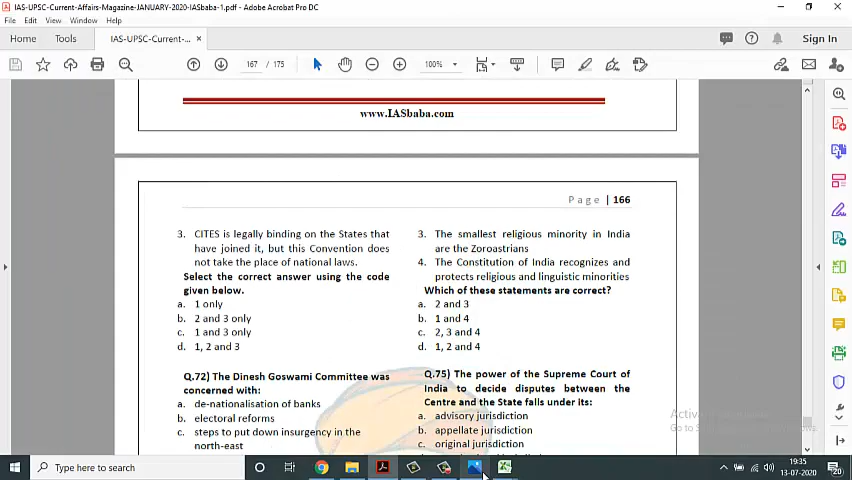 IAS-UPSC-Current-Affairs-Magazine-JANUARY-2020-IASbaba-1.pdf - Adobe Acrobat Pro DC
File Edit View Window Help
Home Tools IAS-UPSC-Current-... × Sign In
167 / 175 100%
www.IASbaba.com
Page | 166
3. CITES is legally binding on the States that
have joined it, but this Convention does
not take the place of national laws.
Select the correct answer using the code
given below.
a. 1 only
b. 2 and 3 only
c. 1 and 3 only
d. 1, 2 and 3
Q.72) The Dinesh Goswami Committee was
concerned with:
a. de-nationalisation of banks
b. electoral reforms
c. steps to put down insurgency in the
north-east
3. The smallest religious minority in India
are the Zoroastrians
4. The Constitution of India recognizes and
protects religious and linguistic minorities
Which of these statements are correct?
a. 2 and 3
b. 1 and 4
c. 2, 3 and 4
d. 1, 2 and 4
Q.75) The power of the Supreme Court of
India to decide disputes between the
Centre and the State falls under its:
a. advisory jurisdiction
b. appellate jurisdiction
c. original jurisdiction
Type here to search
19:35
13-07-2020
20